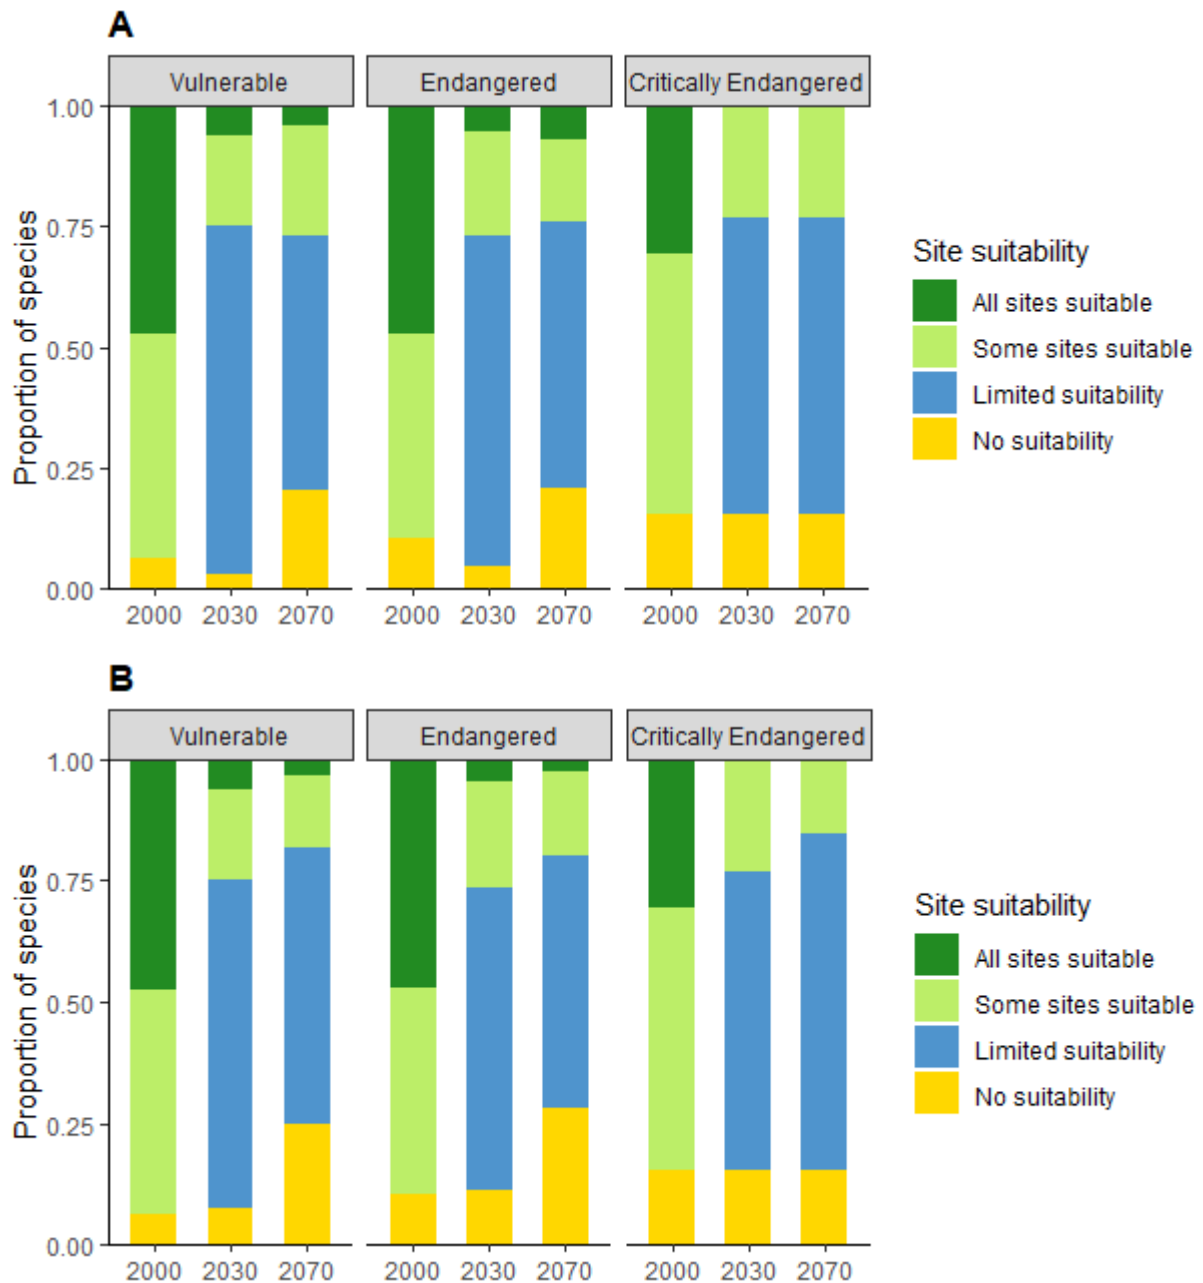 A
Vulnerable Endangered Critically Endangered
1.00
0.75
0.50
0.25
0.00
Proportion of species
2000 2030 2070 2000 2030 2070 2000 2030 2070
Site suitability
All sites suitable
Some sites suitable
Limited suitability
No suitability
B
Vulnerable Endangered Critically Endangered
1.00
0.75
0.50
0.25
0.00
Proportion of species
2000 2030 2070 2000 2030 2070 2000 2030 2070
Site suitability
All sites suitable
Some sites suitable
Limited suitability
No suitability